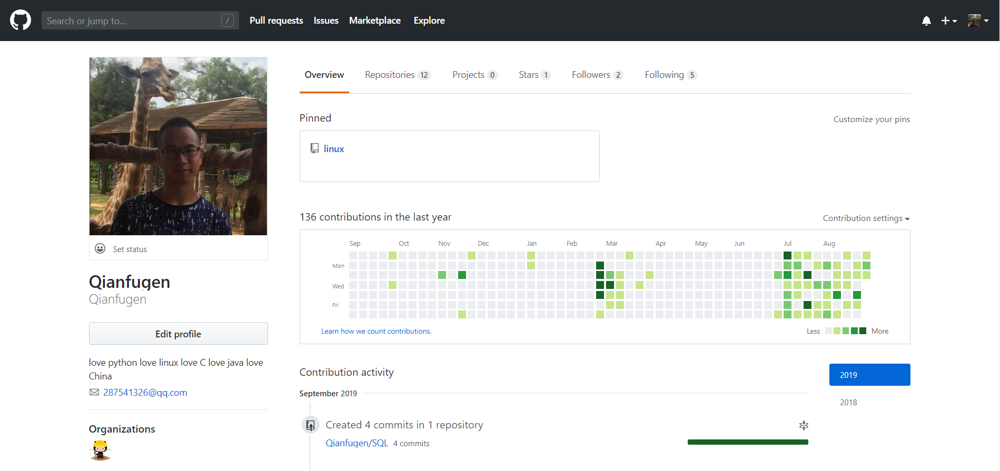 Search or jump to... /
Pull requests Issues Marketplace Explore
Overview Repositories 12 Projects 0 Stars 1 Followers 2 Following 5
Pinned Customize your pins
linux
136 contributions in the last year Contribution settings
Sep Oct Nov Dec Jan Feb Mar Apr May Jun Jul Aug
Mon
Wed
Fri
Learn how we count contributions. Less More
Set status
Qianfugen
Qianfugen
Edit profile
love python love linux love C love java love
China
287541326@qq.com
Organizations
Contribution activity
2019
2018
September 2019
Created 4 commits in 1 repository
Qianfugen/SQL 4 commits